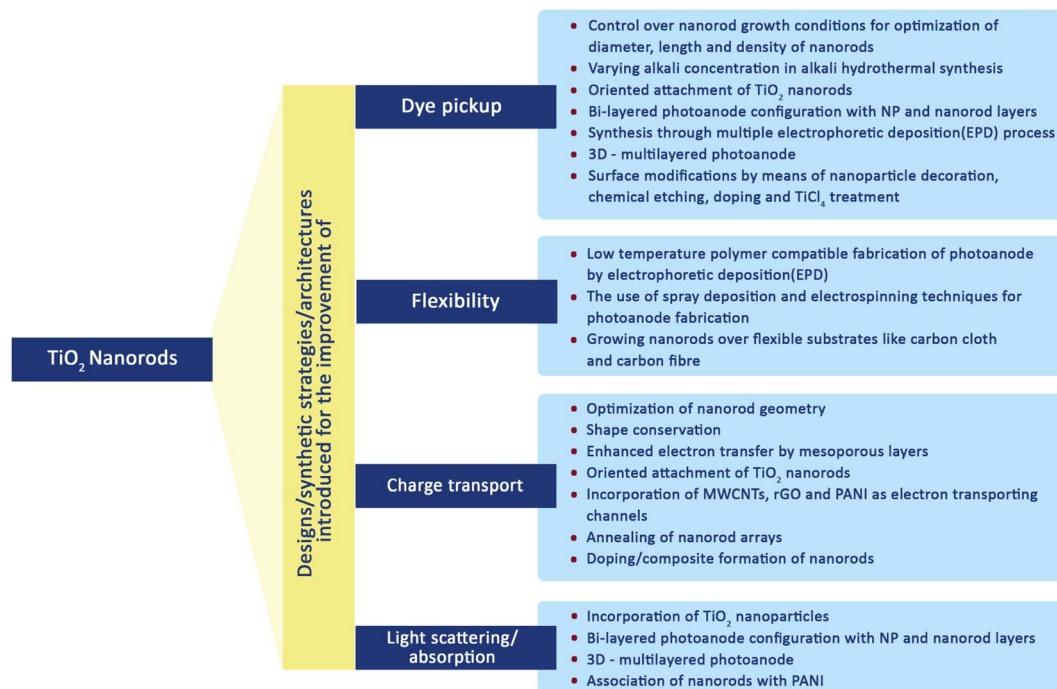 TiO₂ Nanorods
Designs/synthetic strategies/architectures
introduced for the improvement of
Dye pickup
• Control over nanorod growth conditions for optimization of
diameter, length and density of nanorods
• Varying alkali concentration in alkali hydrothermal synthesis
• Oriented attachment of TiO₂ nanorods
• Bi-layered photoanode configuration with NP and nanorod layers
• Synthesis through multiple electrophoretic deposition(EPD) process
• 3D - multilayered photoanode
• Surface modifications by means of nanoparticle decoration,
chemical etching, doping and TiCl₄ treatment
Flexibility
• Low temperature polymer compatible fabrication of photoanode
by electrophoretic deposition(EPD)
• The use of spray deposition and electrospinning techniques for
photoanode fabrication
• Growing nanorods over flexible substrates like carbon cloth
and carbon fibre
Charge transport
• Optimization of nanorod geometry
• Shape conservation
• Enhanced electron transfer by mesoporous layers
• Oriented attachment of TiO₂ nanorods
• Incorporation of MWCNTs, rGO and PANI as electron transporting
channels
• Annealing of nanorod arrays
• Doping/composite formation of nanorods
Light scattering/
absorption
• Incorporation of TiO₂ nanoparticles
• Bi-layered photoanode configuration with NP and nanorod layers
• 3D - multilayered photoanode
• Association of nanorods with PANI